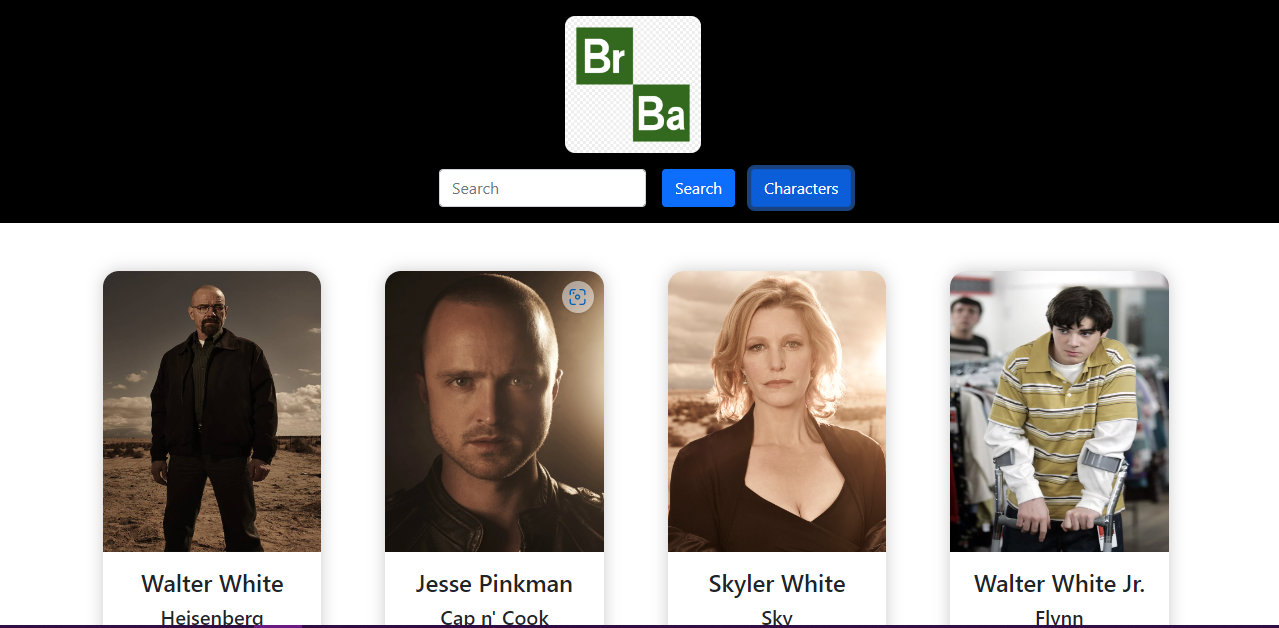 Br
Ba
Search
Search
Characters
Walter White
Jesse Pinkman
Skyler White
Walter White Jr.
Heisenberg
Cap n' Cook
Sky
Flynn